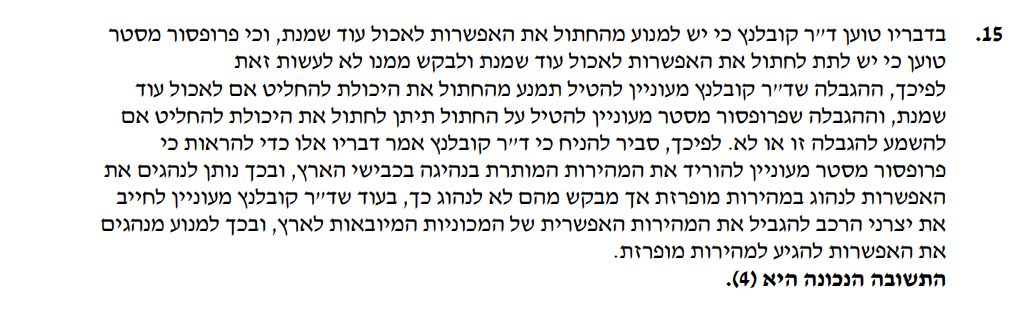 15. בדבריו טוען ד"ר קובלנץ כי יש למנוע מהחתול את האפשרות לאכול עוד שמנת, וכי פרופסור מסטר
טוען כי יש לתת לחתול את האפשרות לאכול עוד שמנת ולבקש ממנו לא לעשות זאת
לפיכך, ההגבלה שד"ר קובלנץ מעוניין להטיל תמנע מהחתול את היכולת להחליט אם לאכול עוד
שמנת, וההגבלה שפרופסור מסטר מעוניין להטיל על החתול תיתן לחתול את היכולת להחליט אם
להשמע להגבלה זו או לא. לפיכך, סביר להניח כי ד"ר קובלנץ אמר דבריו אלו כדי להראות כי
פרופסור מסטר מעוניין להוריד את המהירות המותרת בנהיגה בכבישי הארץ, ובכך נותן לנהגים את
האפשרות לנהוג במהירות מופרזת אך מבקש מהם לא לנהוג כך, בעוד שד"ר קובלנץ מעוניין לחייב
את יצרני הרכב להגביל את המהירות האפשרית של המכוניות המיובאות לארץ, ובכך למנוע מנהגים
את האפשרות להגיע למהירות מופרזת.
התשובה הנכונה היא (4).